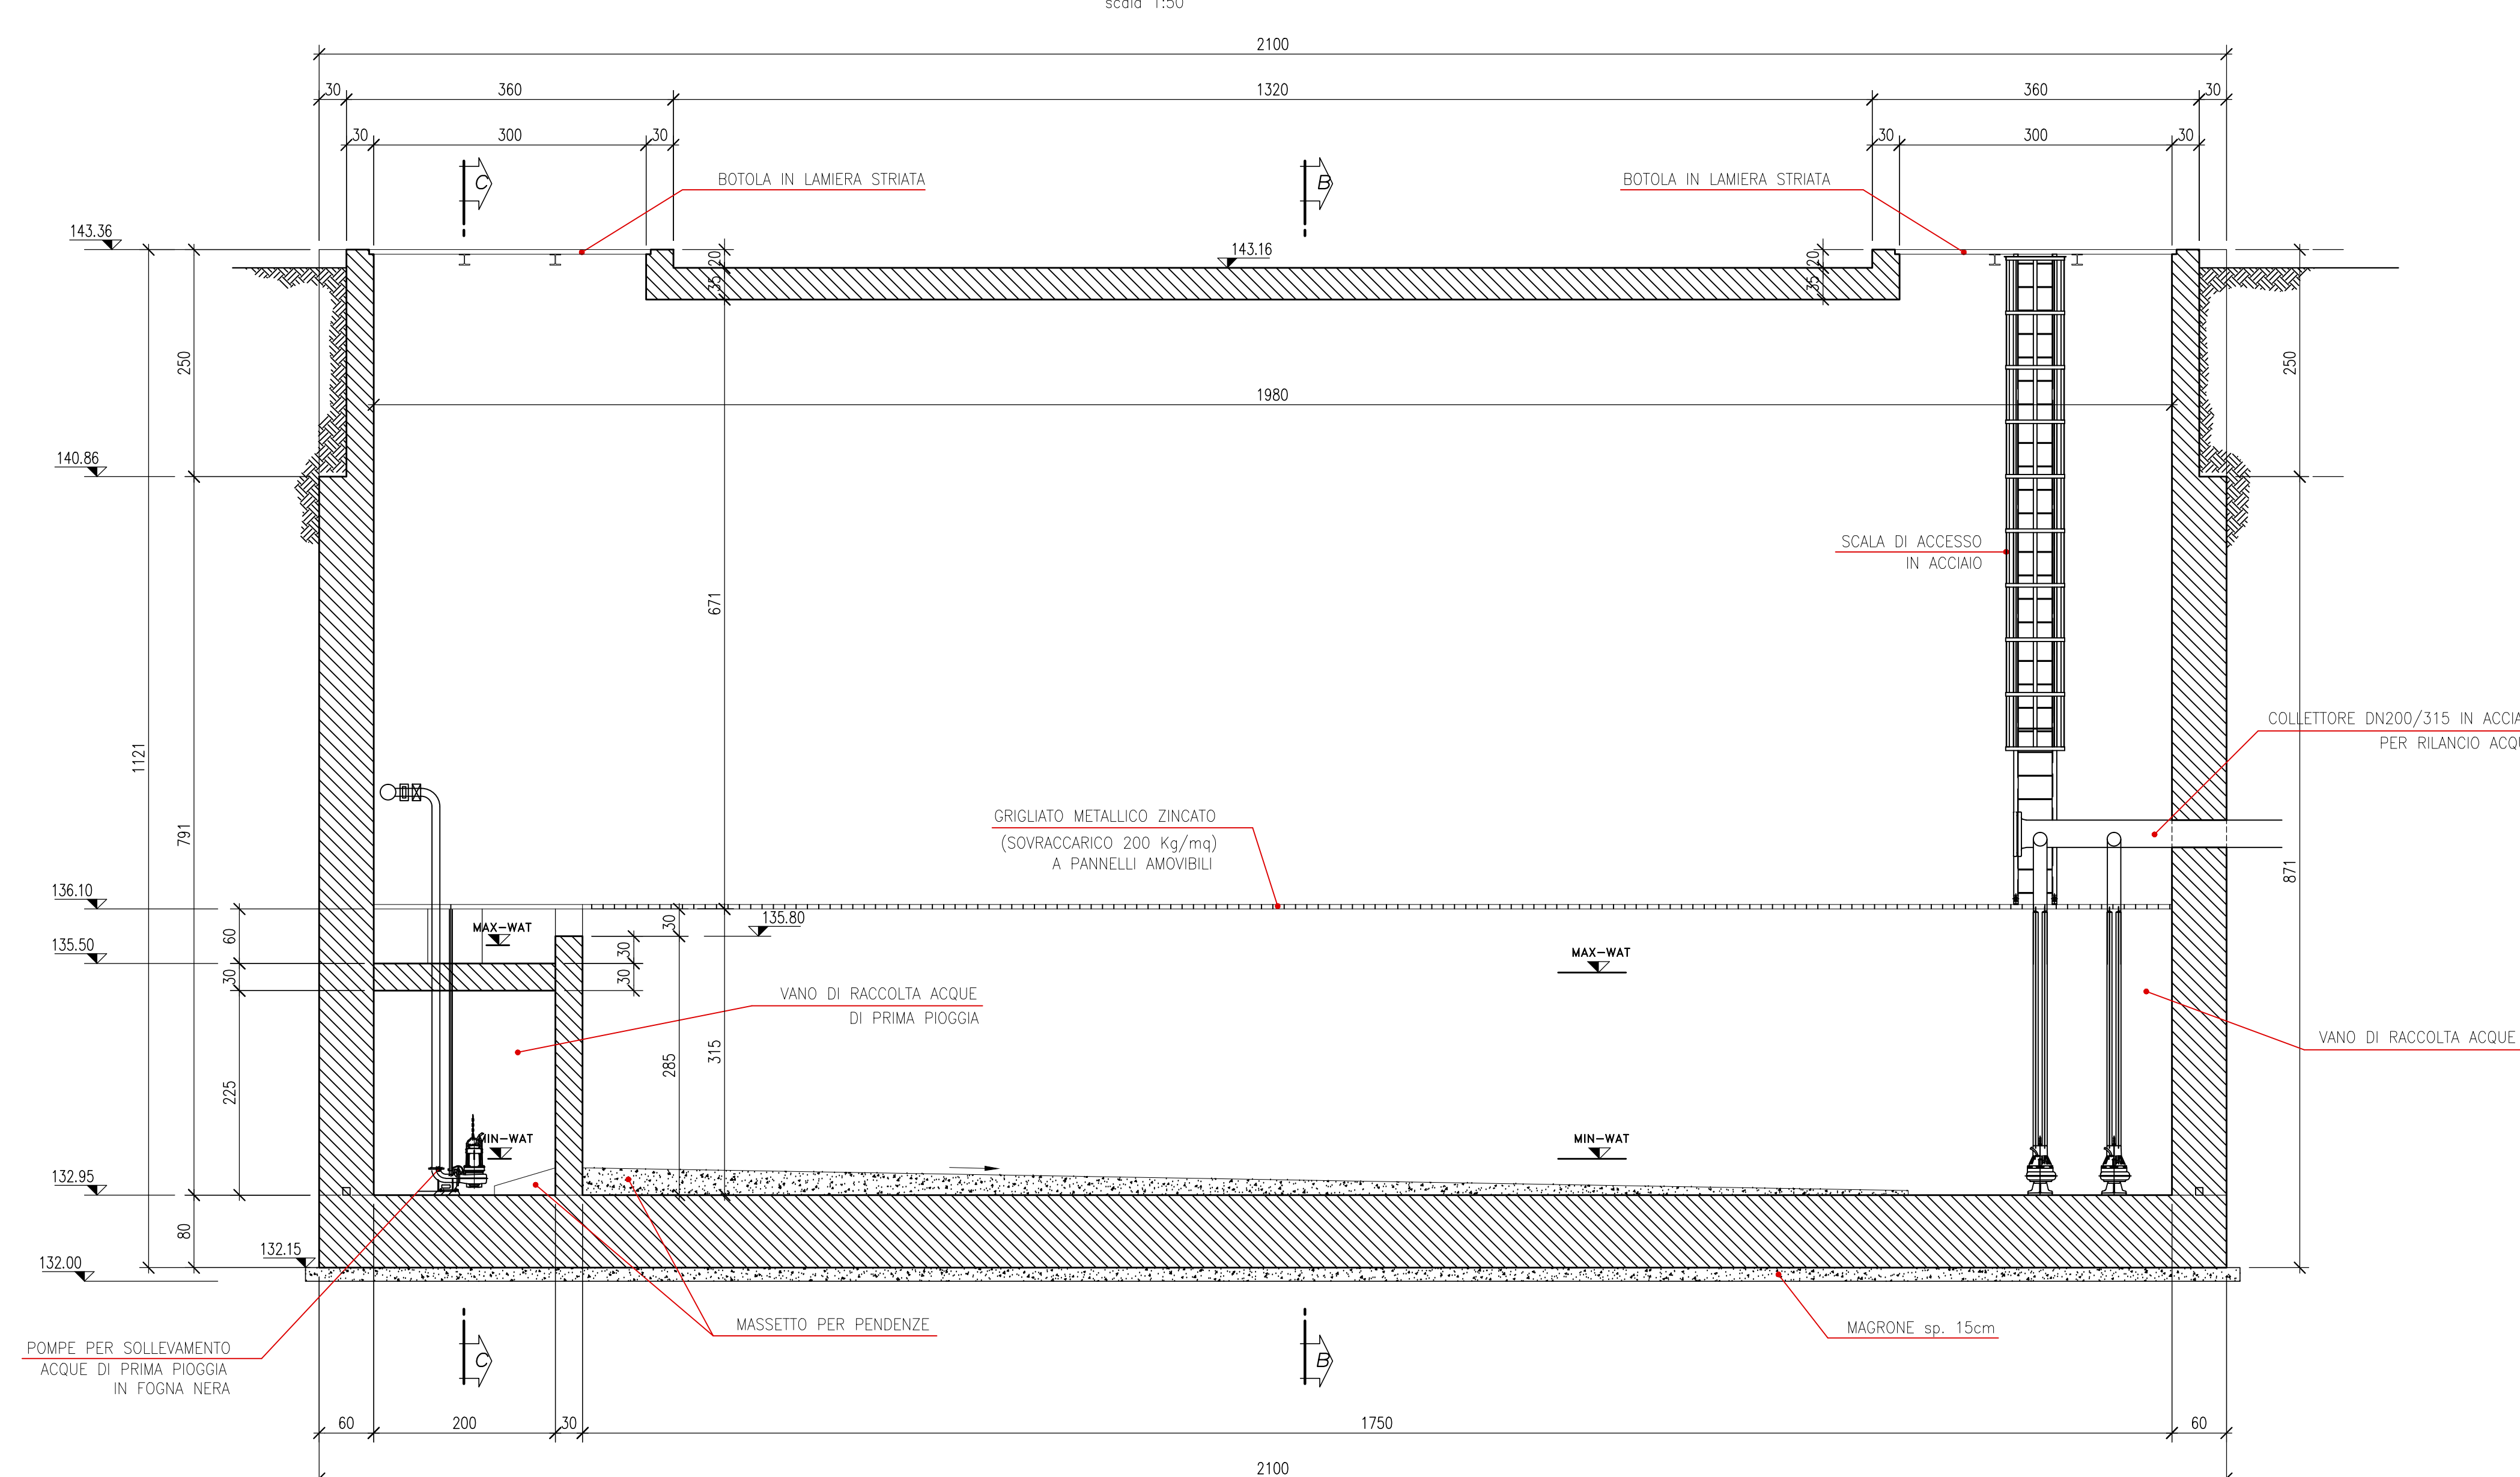 scala 1:50
2100
30 360 1320 360 30
30 300 30 30 300 30
C B
BOTOLA IN LAMIERA STRIATA
BOTOLA IN LAMIERA STRIATA
143.36
143.16
20
35
20
35
250
250
1980
140.86
SCALA DI ACCESSO
IN ACCIAIO
671
COLLETTORE DN200/315 IN ACCIA
PER RILANCIO ACQU
1121
791
871
GRIGLIATO METALLICO ZINCATO
(SOVRACCARICO 200 Kg/mq)
A PANNELLI AMOVIBILI
136.10
135.80
30
MAX-WAT
60
30
135.50
MAX-WAT
30
30
VANO DI RACCOLTA ACQUE
DI PRIMA PIOGGIA
VANO DI RACCOLTA ACQUE
285
315
225
MIN-WAT
MIN-WAT
132.95
80
132.15
132.00
MASSETTO PER PENDENZE
MAGRONE sp. 15cm
POMPE PER SOLLEVAMENTO
ACQUE DI PRIMA PIOGGIA
IN FOGNA NERA
C B
60 200 30 1750 60
2100